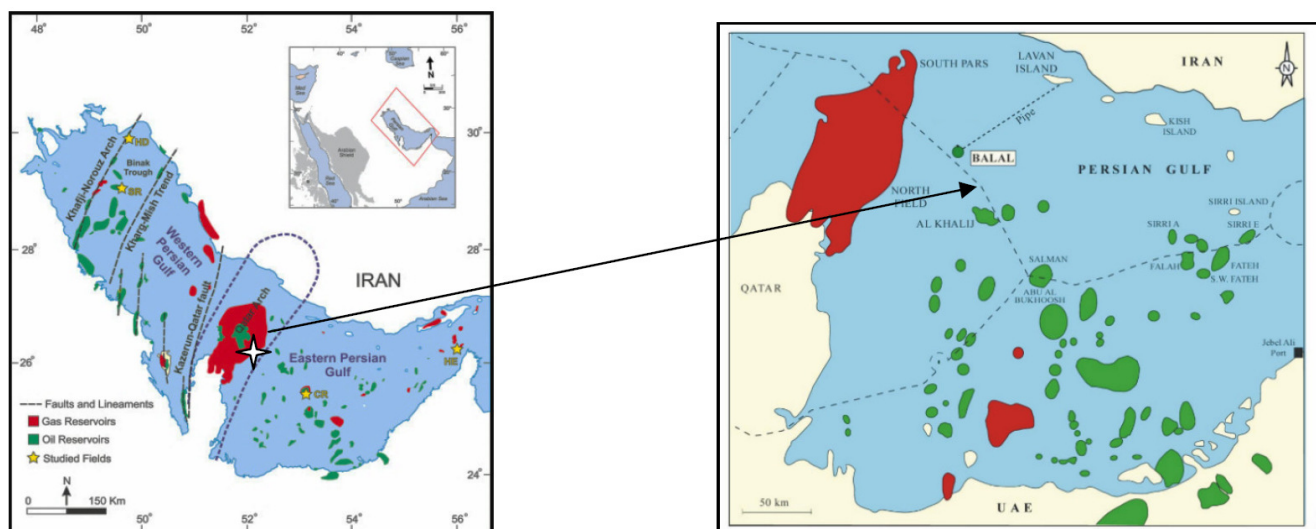 48° 50° 52° 54° 56°
30°
28°
26°
24°
N
Khafji-Norouz Arch
HD
Binak
Trough
SR
Kharg-Mish Trend
Western
Persian
Gulf
Kazerun-Qatar fault
IRAN
Arch
Eastern Persian
Gulf
HE
CR
Faults and Lineaments
Gas Reservoirs
Oil Reservoirs
Studied Fields
N
0 150 Km
50 52 54 56
SOUTH PARS
LAVAN
ISLAND
IRAN
N
Pipe
KISH
ISLAND
BALAL
PERSIAN GULF
NORTH
FIELD
AL KHALIJ
SIRRI ISLAND
SIRRI A
SIRRI E
SALMAN
FALAH
FATEH
S.W. FATEH
ABU AL
BUKHOOSH
QATAR
Jebel Ali
Port
50 km
UAE